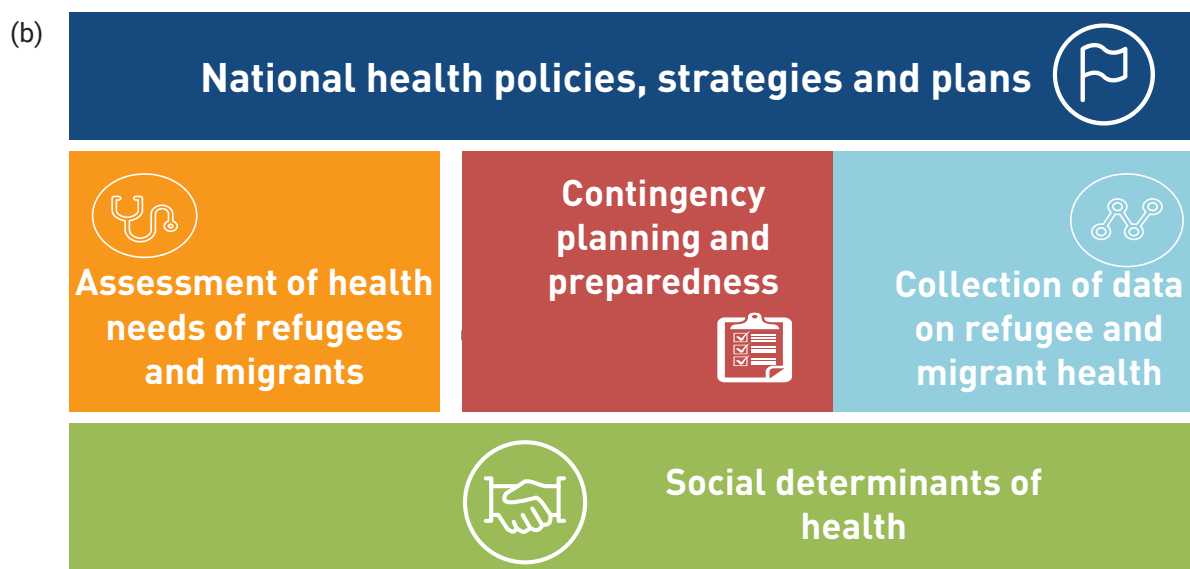 (b)
National health policies, strategies and plans
Assessment of health
needs of refugees
and migrants
Contingency
planning and
preparedness
Collection of data
on refugee and
migrant health
Social determinants of
health